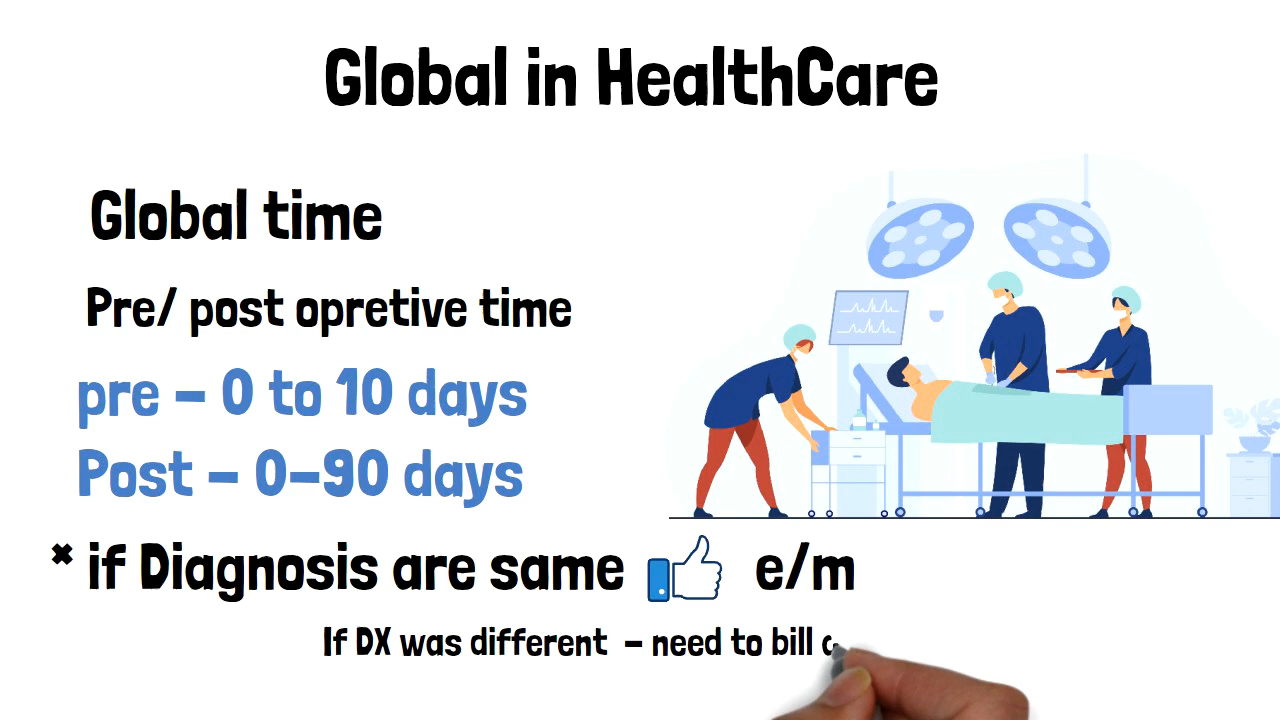 Global in HealthCare
Global time
Pre/ post opretive time
pre – 0 to 10 days
Post – 0–90 days
* if Diagnosis are same e/m
If DX was different – need to bill